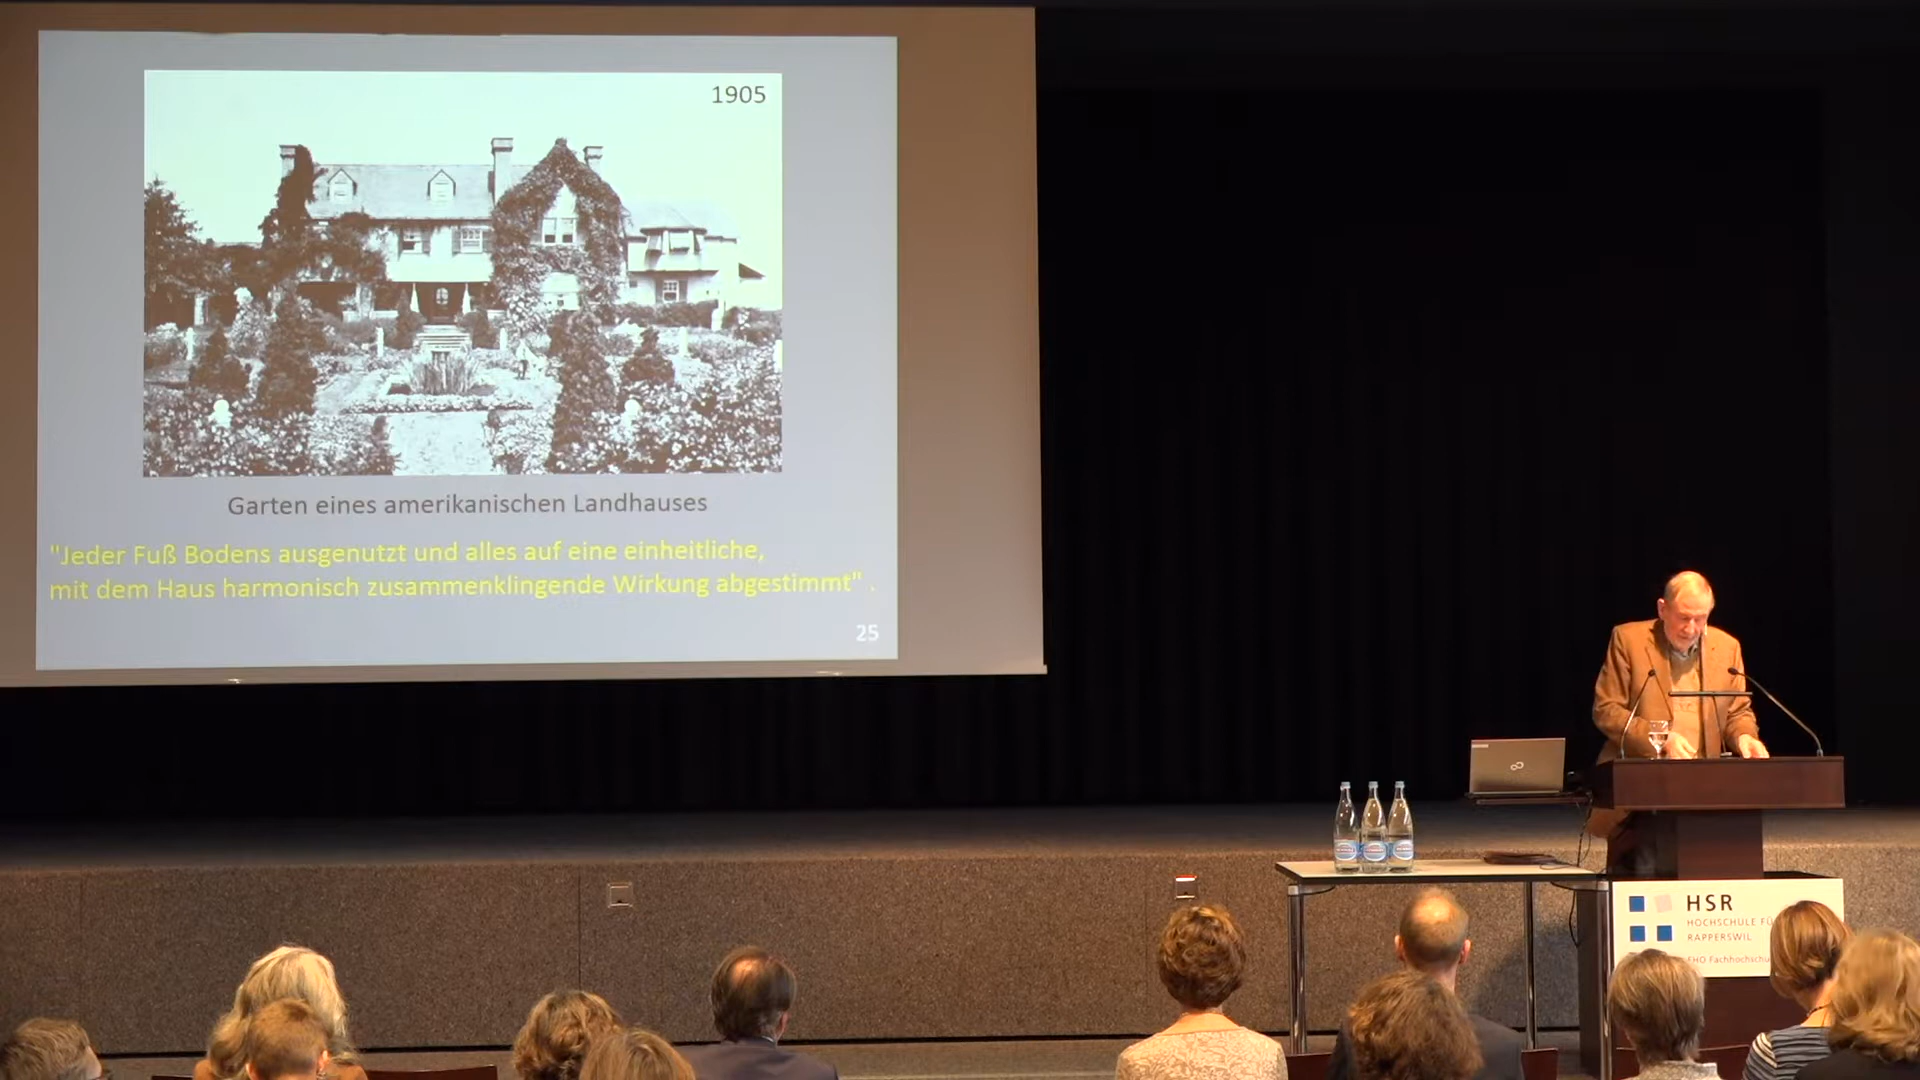 1905
Garten eines amerikanischen Landhauses
"Jeder Fuß Bodens ausgenutzt und alles auf eine einheitliche,
mit dem Haus harmonisch zusammenklingende Wirkung abgestimmt" .
25
HSR
HOCHSCHULE FÜ
RAPPERSWIL
FHO Fachhochschu